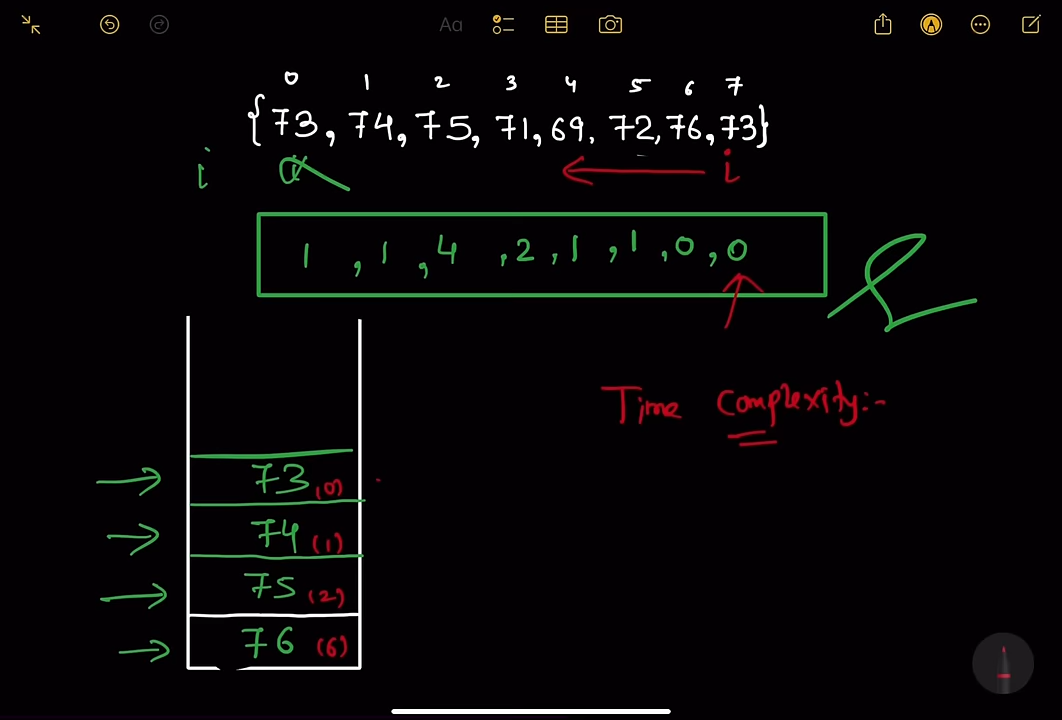 Aa
0 1 2 3 4 5 6 7
{73, 74, 75, 71, 69, 72, 76, 73}
i i
1, 1, 4, 2, 1, 1, 0, 0
Time Complexity:-
73 (0)
74 (1)
75 (2)
76 (6)